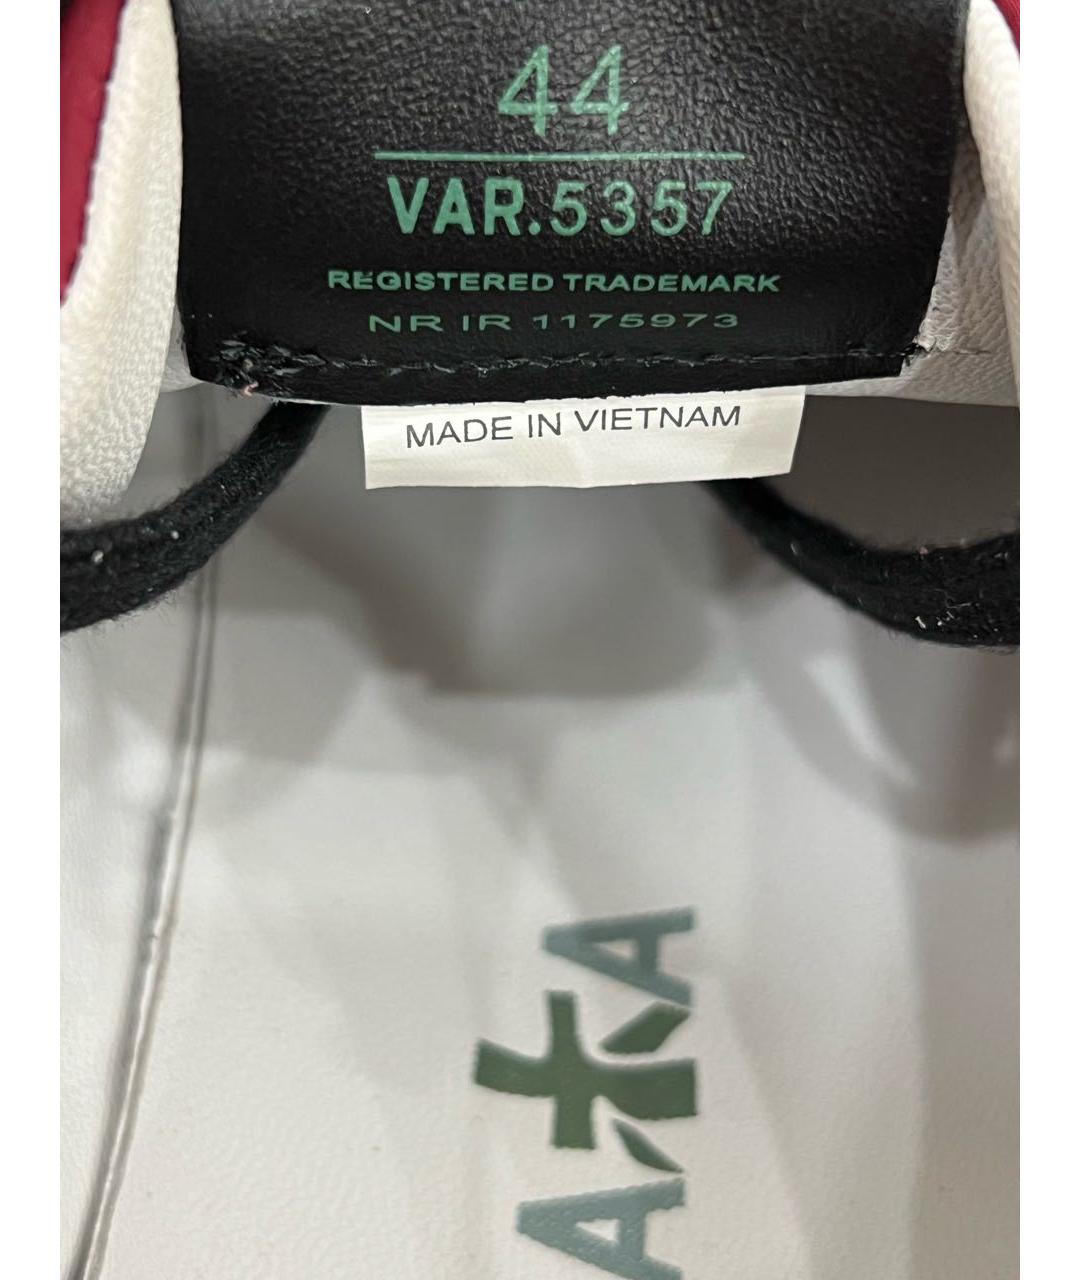 44
VAR.5357
REGISTERED TRADEMARK
NR IR 1175973
MADE IN VIETNAM